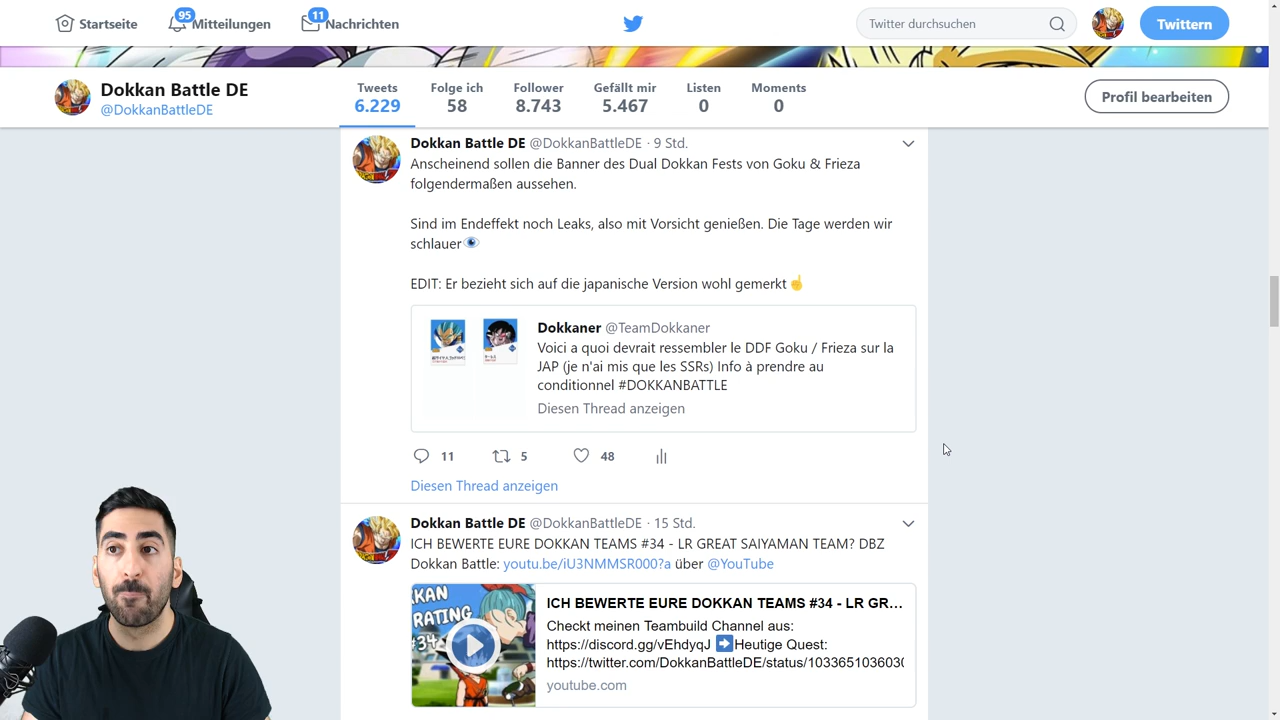 Startseite
95
Mitteilungen
11
Nachrichten
Twitter durchsuchen
Twittern
Dokkan Battle DE
@DokkanBattleDE
Tweets
6.229
Folge ich
58
Follower
8.743
Gefällt mir
5.467
Listen
0
Moments
0
Profil bearbeiten
Dokkan Battle DE @DokkanBattleDE · 9 Std.
Anscheinend sollen die Banner des Dual Dokkan Fests von Goku & Frieza
folgendermaßen aussehen.
Sind im Endeffekt noch Leaks, also mit Vorsicht genießen. Die Tage werden wir
schlauer👁
EDIT: Er bezieht sich auf die japanische Version wohl gemerkt☝
Dokkaner @TeamDokkaner
Voici a quoi devrait ressembler le DDF Goku / Frieza sur la
JAP (je n'ai mis que les SSRs) Info à prendre au
conditionnel #DOKKANBATTLE
Diesen Thread anzeigen
11
5
48
Diesen Thread anzeigen
Dokkan Battle DE @DokkanBattleDE · 15 Std.
ICH BEWERTE EURE DOKKAN TEAMS #34 - LR GREAT SAIYAMAN TEAM? DBZ
Dokkan Battle: youtu.be/iU3NMMSR000?a über @YouTube
KAN
RATING
#34
ICH BEWERTE EURE DOKKAN TEAMS #34 - LR GR...
Checkt meinen Teambuild Channel aus:
https://discord.gg/vEhdyqJ ➡Heutige Quest:
https://twitter.com/DokkanBattleDE/status/103365103603
youtube.com